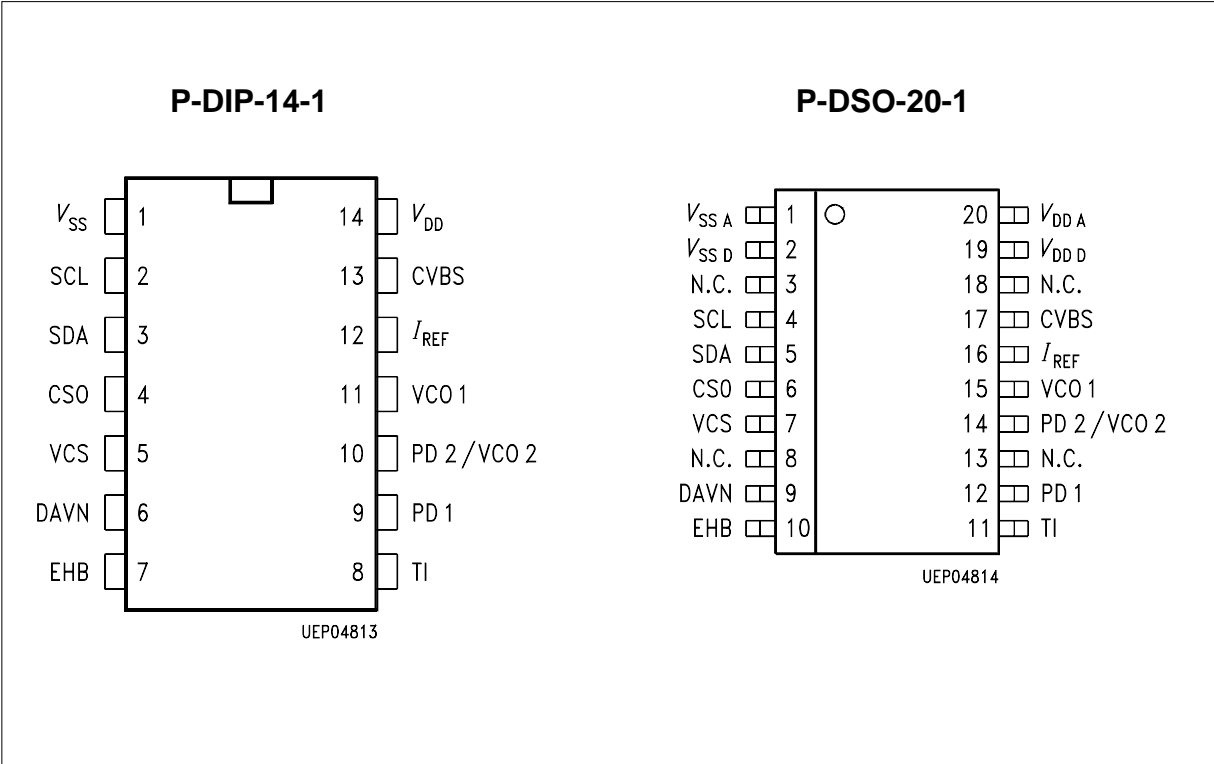 P-DIP-14-1
P-DSO-20-1
VSS 1 14 VDD
SCL 2 13 CVBS
SDA 3 12 IREF
CSO 4 11 VCO 1
VCS 5 10 PD 2 / VCO 2
DAVN 6 9 PD 1
EHB 7 8 TI
UEP04813
VSS A 1 20 VDD A
VSS D 2 19 VDD D
N.C. 3 18 N.C.
SCL 4 17 CVBS
SDA 5 16 IREF
CSO 6 15 VCO 1
VCS 7 14 PD 2 / VCO 2
N.C. 8 13 N.C.
DAVN 9 12 PD 1
EHB 10 11 TI
UEP04814